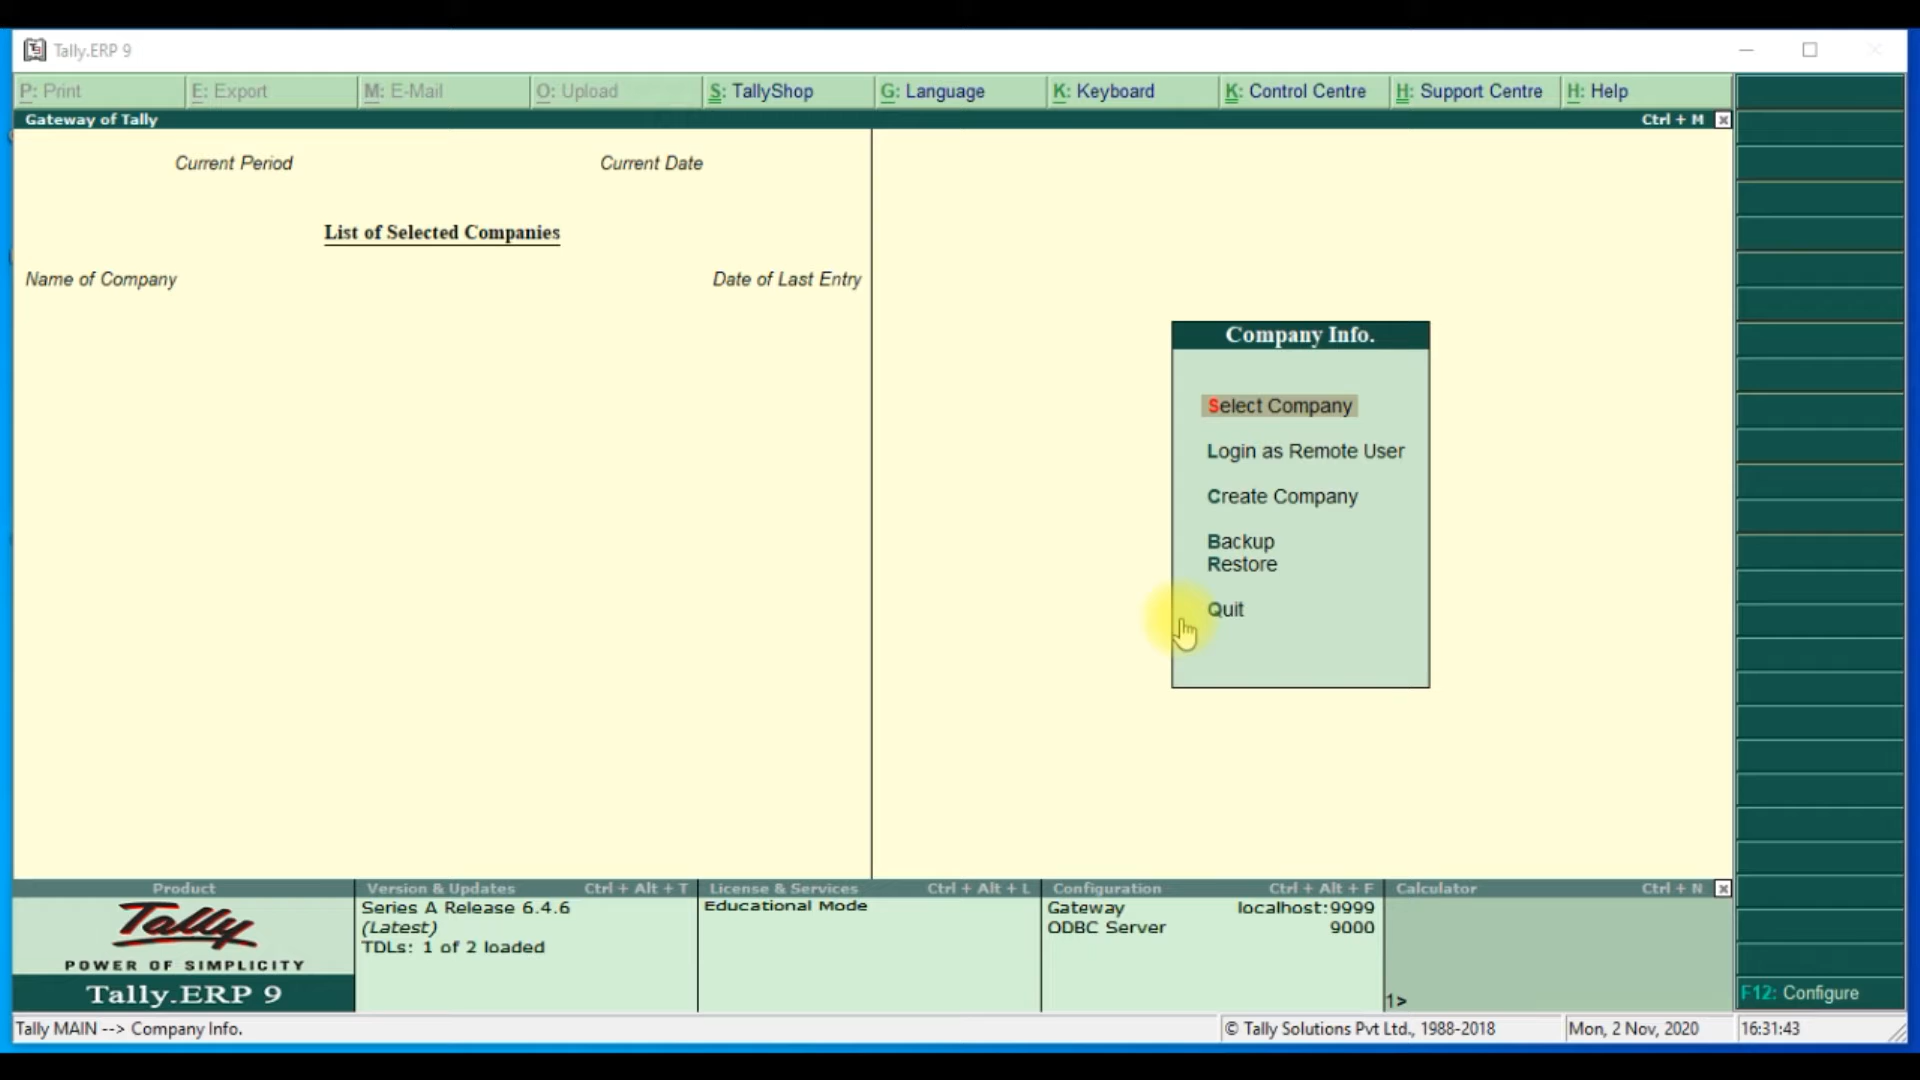 Tally.ERP 9
P: Print E: Export M: E-Mail O: Upload S: TallyShop G: Language K: Keyboard K: Control Centre H: Support Centre H: Help
Gateway of Tally Ctrl + M
Current Period Current Date
List of Selected Companies
Name of Company Date of Last Entry
Company Info.
Select Company
Login as Remote User
Create Company
Backup
Restore
Quit
Product
Tally
POWER OF SIMPLICITY
Tally.ERP 9
Version & Updates Ctrl + Alt + T
Series A Release 6.4.6
(Latest)
TDLs: 1 of 2 loaded
License & Services Ctrl + Alt + L
Educational Mode
Configuration Ctrl + Alt + F
Gateway localhost:9999
ODBC Server 9000
Calculator Ctrl + N
1>
F12: Configure
Tally MAIN --> Company Info. © Tally Solutions Pvt Ltd., 1988-2018 Mon, 2 Nov, 2020 16:31:43